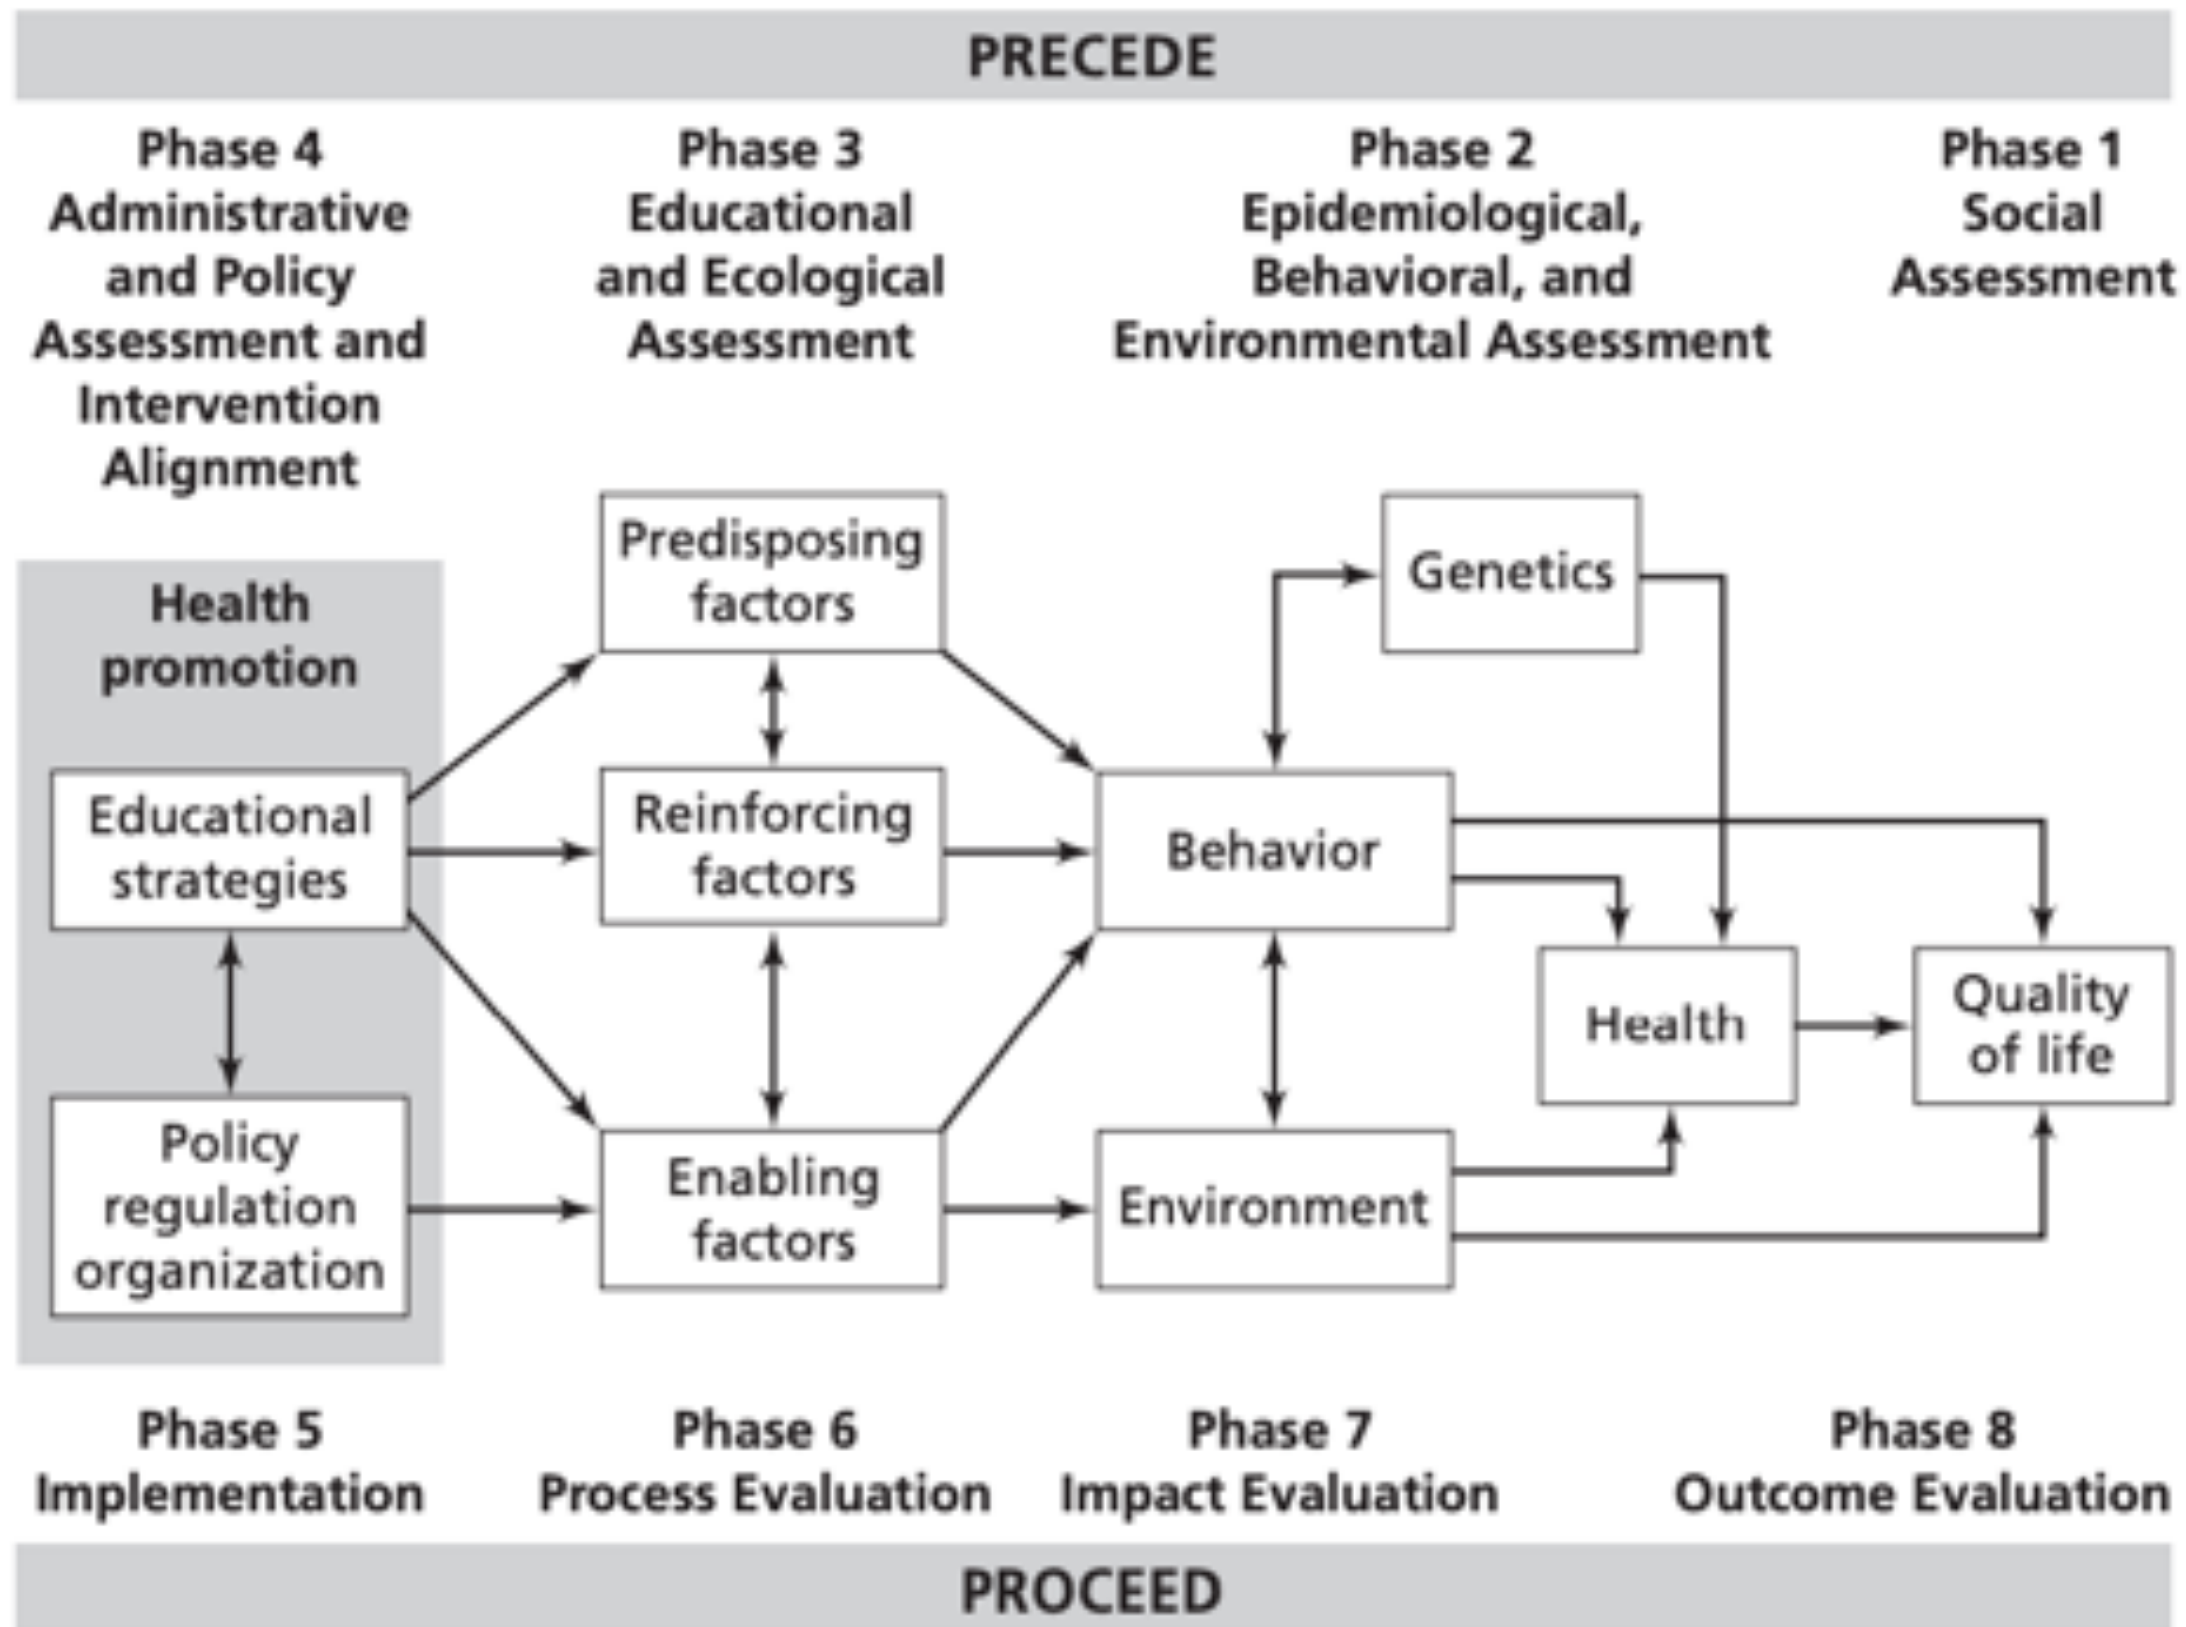 PRECEDE
Phase 4
Administrative
and Policy
Assessment and
Intervention
Alignment
Phase 3
Educational
and Ecological
Assessment
Phase 2
Epidemiological,
Behavioral, and
Environmental Assessment
Phase 1
Social
Assessment
Health
promotion
Educational
strategies
Policy
regulation
organization
Predisposing
factors
Reinforcing
factors
Enabling
factors
Genetics
Behavior
Environment
Health
Quality
of life
Phase 5
Implementation
Phase 6
Process Evaluation
Phase 7
Impact Evaluation
Phase 8
Outcome Evaluation
PROCEED